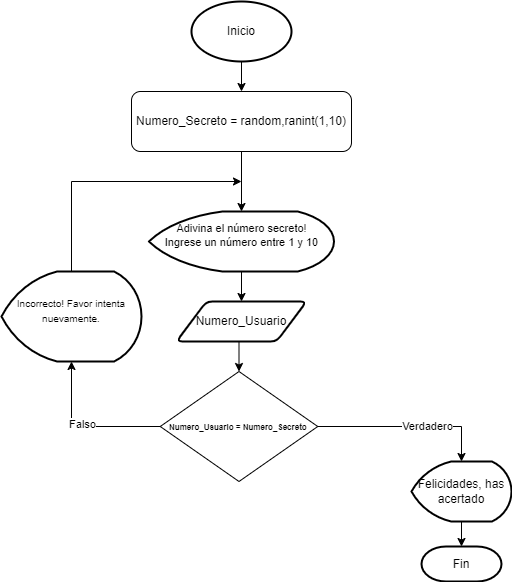 Inicio
Numero_Secreto = random,ranint(1,10)
Adivina el número secreto!
Ingrese un número entre 1 y 10
Incorrecto! Favor intenta
nuevamente.
Numero_Usuario
Falso
Numero_Usuario = Numero_Secreto
Verdadero
Felicidades, has
acertado
Fin